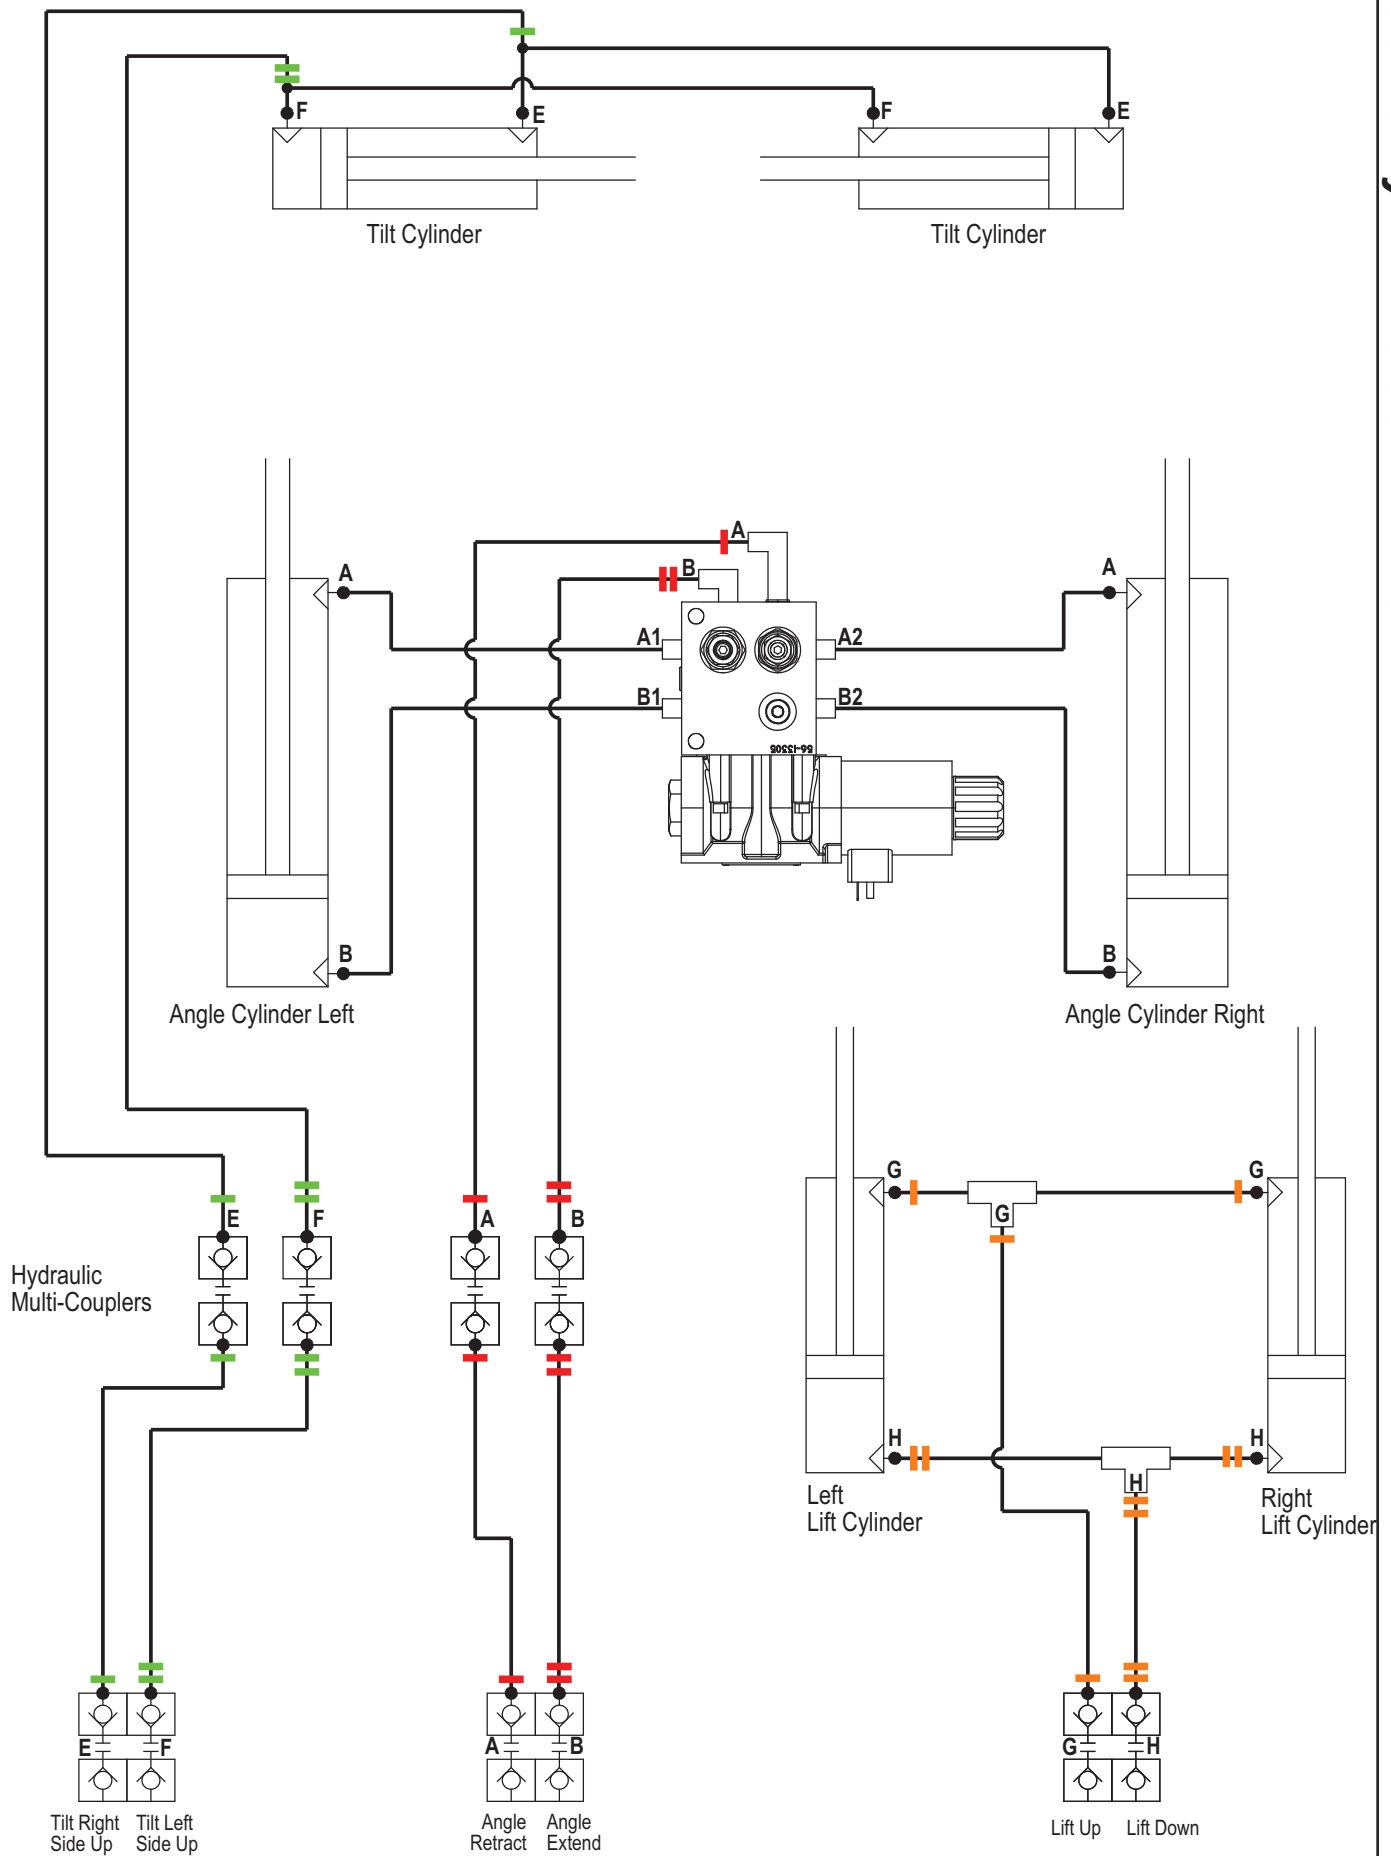 F
E
F
E
Tilt Cylinder
Tilt Cylinder
A
B
A
A
A1
A2
B1
B2
56-13305
B
B
Angle Cylinder Left
Angle Cylinder Right
G
G
G
E
F
A
B
Hydraulic
Multi-Couplers
H
H
H
Left
Lift Cylinder
Right
Lift Cylinder
E
F
A
B
G
H
Tilt Right
Side Up
Tilt Left
Side Up
Angle
Retract
Angle
Extend
Lift Up
Lift Down